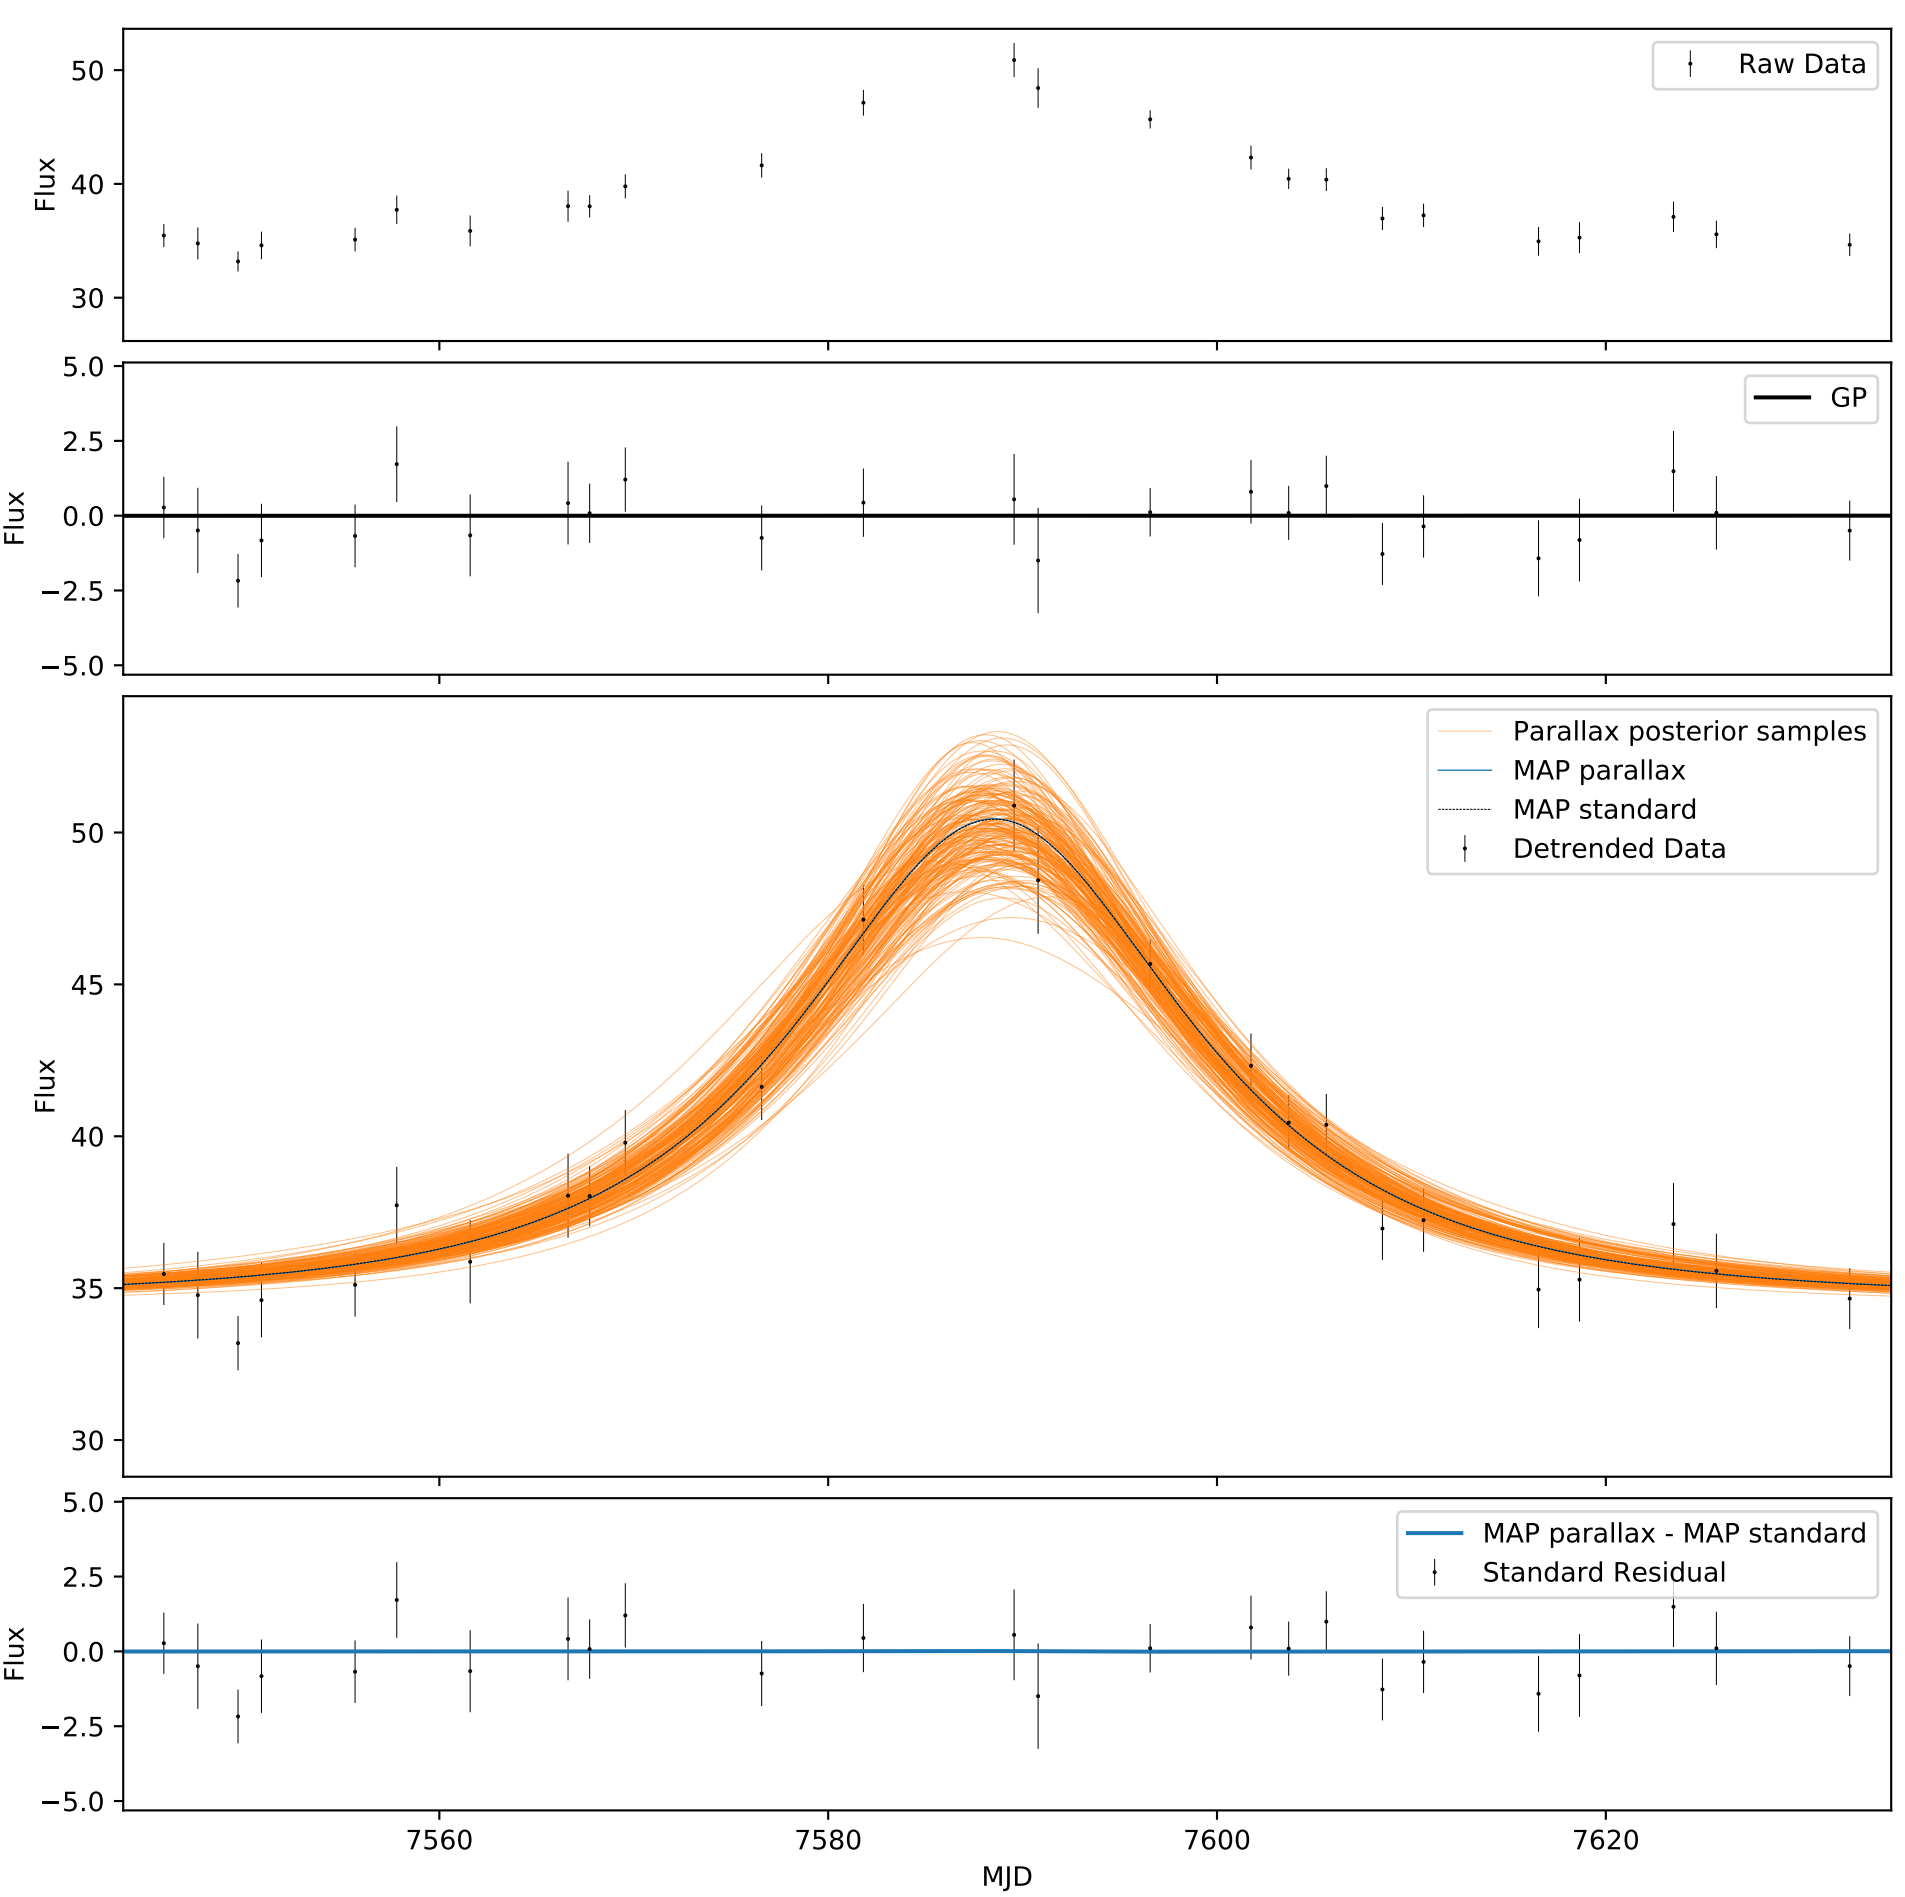 50
40
30
Flux
Raw Data
5.0
2.5
0.0
−2.5
−5.0
Flux
GP
50
45
40
35
30
Flux
Parallax posterior samples
MAP parallax
MAP standard
Detrended Data
5.0
2.5
0.0
−2.5
−5.0
Flux
MAP parallax - MAP standard
Standard Residual
7560 7580 7600 7620
MJD